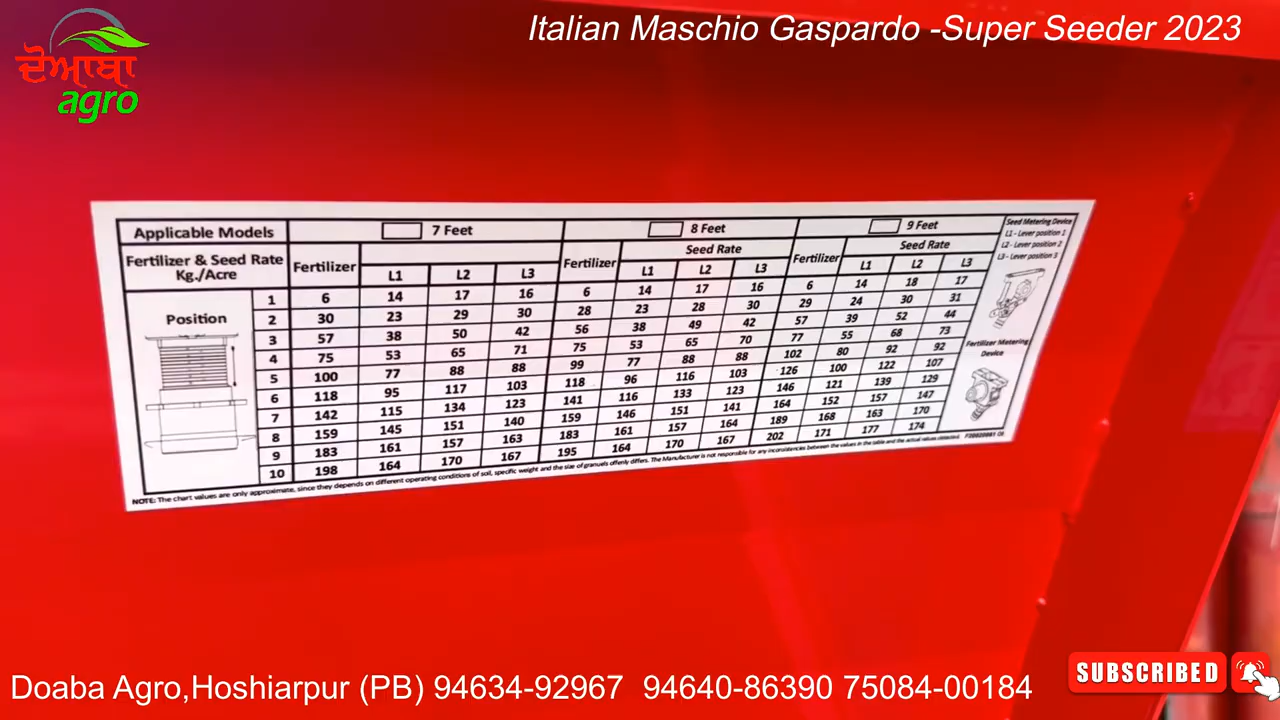 Italian Maschio Gaspardo -Super Seeder 2023
ਦੋਆਬਾ
agro
Applicable Models 7 Feet 8 Feet 9 Feet
Fertilizer & Seed Rate Kg./Acre Fertilizer L1 L2 L3 Fertilizer Seed Rate L1 L2 L3 Fertilizer Seed Rate L1 L2 L3
Position
1 6 14 17 16 6 14 17 16 6 14 18 17
2 30 23 29 30 28 23 28 30 29 24 30 31
3 57 38 50 42 56 38 49 42 57 39 52 44
4 75 53 65 71 75 53 65 70 77 55 68 73
5 100 77 88 88 99 77 88 88 102 80 92 92
6 118 95 117 103 118 96 116 103 126 100 122 107
7 142 115 134 123 141 116 133 123 146 121 139 129
8 159 145 151 140 159 146 151 141 164 152 157 147
9 183 161 157 163 183 161 157 164 189 168 163 170
10 198 164 170 167 195 164 170 167 202 171 177 174
Seed Metering Device
L1 - Lever position 1
L2 - Lever position 2
L3 - Lever position 3
Fertilizer Metering
Device
NOTE: The chart values are only approximate, since they depends on different operating conditions of soil, specific weight and the size of granuels offenly differs. The Manufacturer is not responsible for any inconsistencies between the values in the table and the actual values detected.
Doaba Agro,Hoshiarpur (PB) 94634-92967 94640-86390 75084-00184
SUBSCRIBED